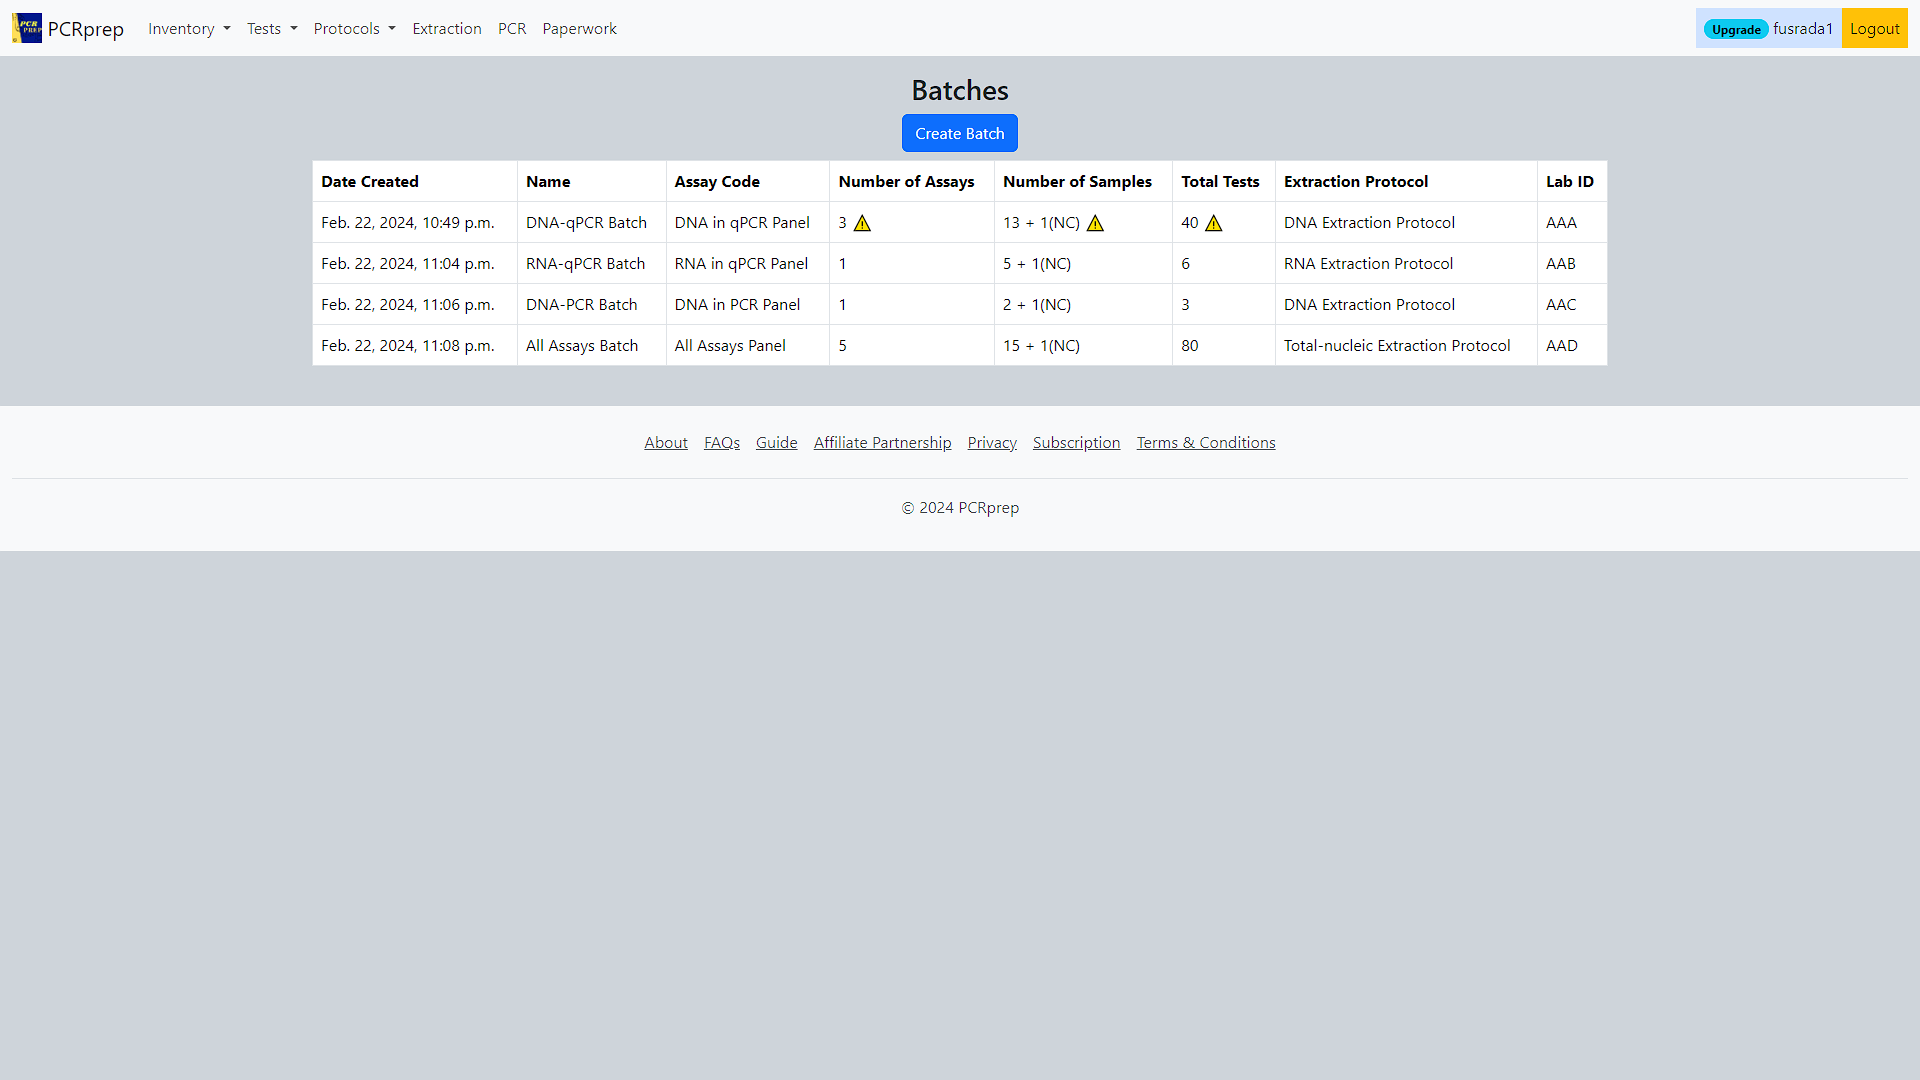 PCR PREP PCRprep Inventory Tests Protocols Extraction PCR Paperwork Upgrade fusrada1 Logout
Batches
Create Batch
Date Created Name Assay Code Number of Assays Number of Samples Total Tests Extraction Protocol Lab ID
Feb. 22, 2024, 10:49 p.m. DNA-qPCR Batch DNA in qPCR Panel 3 ⚠ 13 + 1(NC) ⚠ 40 ⚠ DNA Extraction Protocol AAA
Feb. 22, 2024, 11:04 p.m. RNA-qPCR Batch RNA in qPCR Panel 1 5 + 1(NC) 6 RNA Extraction Protocol AAB
Feb. 22, 2024, 11:06 p.m. DNA-PCR Batch DNA in PCR Panel 1 2 + 1(NC) 3 DNA Extraction Protocol AAC
Feb. 22, 2024, 11:08 p.m. All Assays Batch All Assays Panel 5 15 + 1(NC) 80 Total-nucleic Extraction Protocol AAD
About FAQs Guide Affiliate Partnership Privacy Subscription Terms & Conditions
© 2024 PCRprep